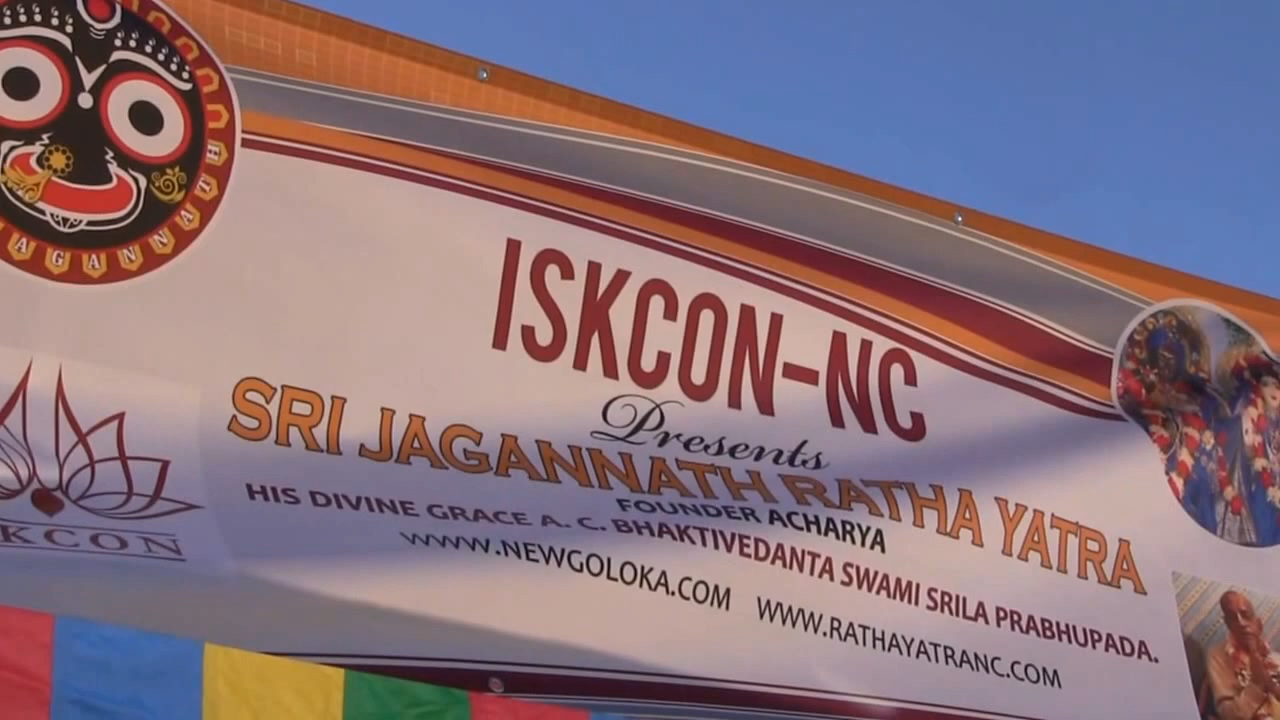 JAGANNATH
ISKCON-NC
Presents
SRI JAGANNATH RATHA YATRA
FOUNDER ACHARYA
HIS DIVINE GRACE A. C. BHAKTIVEDANTA SWAMI SRILA PRABHUPADA.
WWW.NEWGOLOKA.COM WWW.RATHAYATRANC.COM
KCON